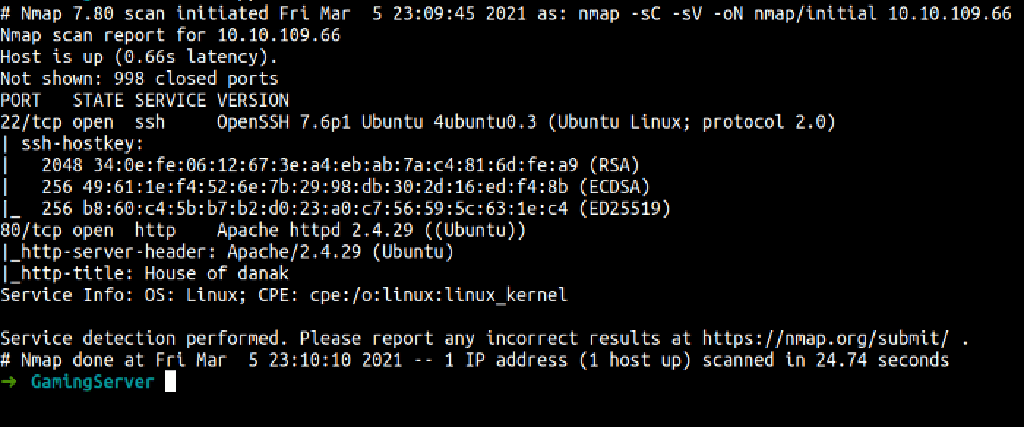 # Nmap 7.80 scan initiated Fri Mar  5 23:09:45 2021 as: nmap -sC -sV -oN nmap/initial 10.10.109.66
Nmap scan report for 10.10.109.66
Host is up (0.66s latency).
Not shown: 998 closed ports
PORT   STATE SERVICE VERSION
22/tcp open  ssh     OpenSSH 7.6p1 Ubuntu 4ubuntu0.3 (Ubuntu Linux; protocol 2.0)
| ssh-hostkey:
|   2048 34:0e:fe:06:12:67:3e:a4:eb:ab:7a:c4:81:6d:fe:a9 (RSA)
|   256 49:61:1e:f4:52:6e:7b:29:98:db:30:2d:16:ed:f4:8b (ECDSA)
|_  256 b8:60:c4:5b:b7:b2:d0:23:a0:c7:56:59:5c:63:1e:c4 (ED25519)
80/tcp open  http    Apache httpd 2.4.29 ((Ubuntu))
|_http-server-header: Apache/2.4.29 (Ubuntu)
|_http-title: House of danak
Service Info: OS: Linux; CPE: cpe:/o:linux:linux_kernel

Service detection performed. Please report any incorrect results at https://nmap.org/submit/ .
# Nmap done at Fri Mar  5 23:10:10 2021 -- 1 IP address (1 host up) scanned in 24.74 seconds
→ GamingServer